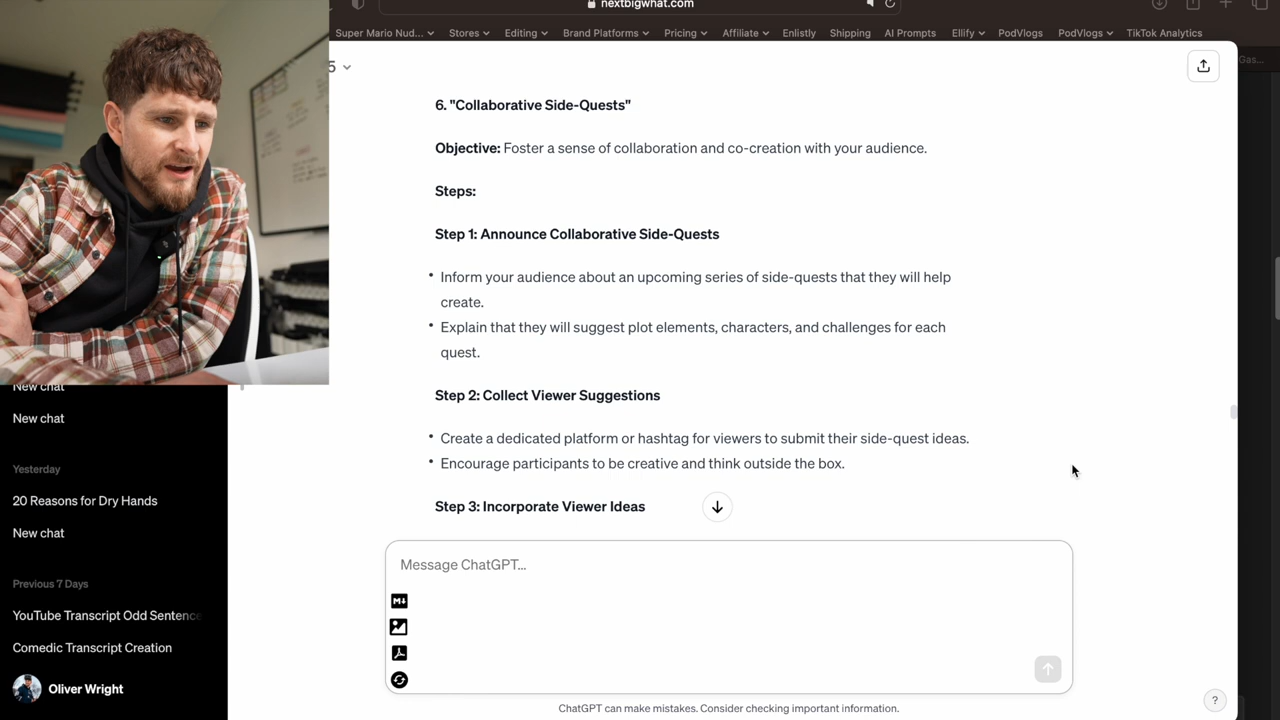 nextbigwhat.com
Super Mario Nud... Stores Editing Brand Platforms Pricing Affiliate Enlistly Shipping AI Prompts Ellify PodVlogs PodVlogs TikTok Analytics
Gas...
5
6. "Collaborative Side-Quests"
Objective: Foster a sense of collaboration and co-creation with your audience.
Steps:
Step 1: Announce Collaborative Side-Quests
• Inform your audience about an upcoming series of side-quests that they will help
create.
• Explain that they will suggest plot elements, characters, and challenges for each
quest.
Step 2: Collect Viewer Suggestions
• Create a dedicated platform or hashtag for viewers to submit their side-quest ideas.
• Encourage participants to be creative and think outside the box.
Step 3: Incorporate Viewer Ideas
Message ChatGPT...
M
ChatGPT can make mistakes. Consider checking important information.
?
New chat
New chat
Yesterday
20 Reasons for Dry Hands
New chat
Previous 7 Days
YouTube Transcript Odd Sentence
Comedic Transcript Creation
Oliver Wright